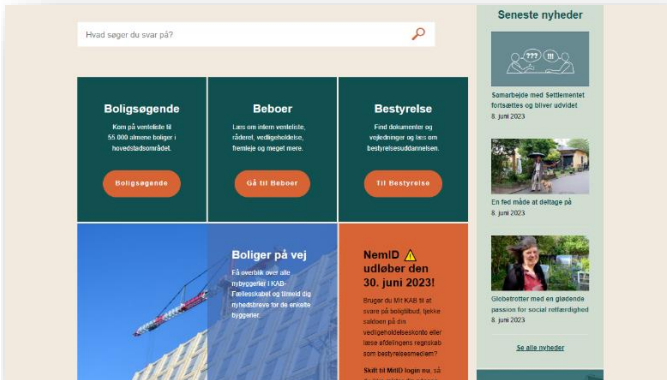 Hvad søger du svar på?
Boligsøgende
Kom på venteliste til
55.000 almene boliger i
hovedstadsområdet.
Boligsøgende
Beboer
Læs om intern venteliste,
råderet, vedligeholdelse,
fremleje og meget mere.
Gå til Beboer
Bestyrelse
Find dokumenter og
vejledninger og læs om
bestyrelsesuddannelsen.
Til Bestyrelse
Boliger på vej
Få overblik over alle
nybyggerier i KAB-
Fællesskabet og tilmeld dig
nyhedsbreve for de enkelte
byggerier.
NemID ⚠
udløber den
30. juni 2023!
Bruger du Mit KAB til at
svare på boligtilbud, tjekke
saldoen på din
vedligeholdelseskonto eller
læse afdelingens regnskab
som bestyrelsesmedlem?
Skift til MitID login nu, så
Seneste nyheder
??? !!!
Samarbejde med Settlementet
fortsættes og bliver udvidet
8. juni 2023
En fed måde at deltage på
8. juni 2023
Globetrotter med en glødende
passion for social retfærdighed
8. juni 2023
Se alle nyheder